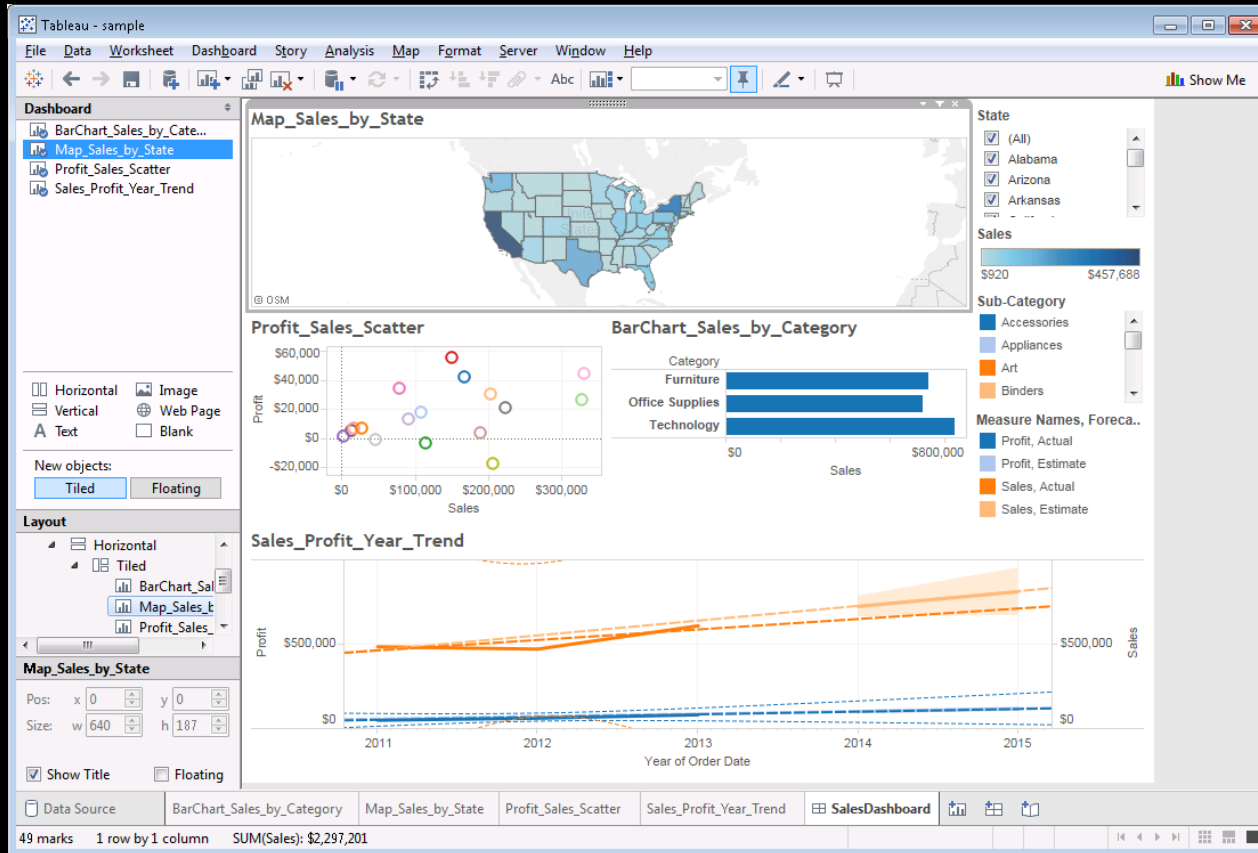 Tableau - sample
File Data Worksheet Dashboard Story Analysis Map Format Server Window Help
Abc
Show Me
Dashboard
BarChart_Sales_by_Cate...
Map_Sales_by_State
Profit_Sales_Scatter
Sales_Profit_Year_Trend
Horizontal Image
Vertical Web Page
A Text Blank
New objects:
Tiled Floating
Layout
Horizontal
Tiled
BarChart_Sal
Map_Sales_b
Profit_Sales_
Map_Sales_by_State
Pos: x 0 y 0
Size: w 640 h 187
Show Title Floating
Map_Sales_by_State
United
States
© OSM
Profit_Sales_Scatter
$60,000
$40,000
$20,000
$0
-$20,000
Profit
$0 $100,000 $200,000 $300,000
Sales
BarChart_Sales_by_Category
Category
Furniture
Office Supplies
Technology
$0 $800,000
Sales
State
(All)
Alabama
Arizona
Arkansas
Sales
$920 $457,688
Sub-Category
Accessories
Appliances
Art
Binders
Measure Names, Foreca..
Profit, Actual
Profit, Estimate
Sales, Actual
Sales, Estimate
Sales_Profit_Year_Trend
Profit
$500,000
$0
$500,000
$0
Sales
2011 2012 2013 2014 2015
Year of Order Date
Data Source BarChart_Sales_by_Category Map_Sales_by_State Profit_Sales_Scatter Sales_Profit_Year_Trend SalesDashboard
49 marks 1 row by 1 column SUM(Sales): $2,297,201